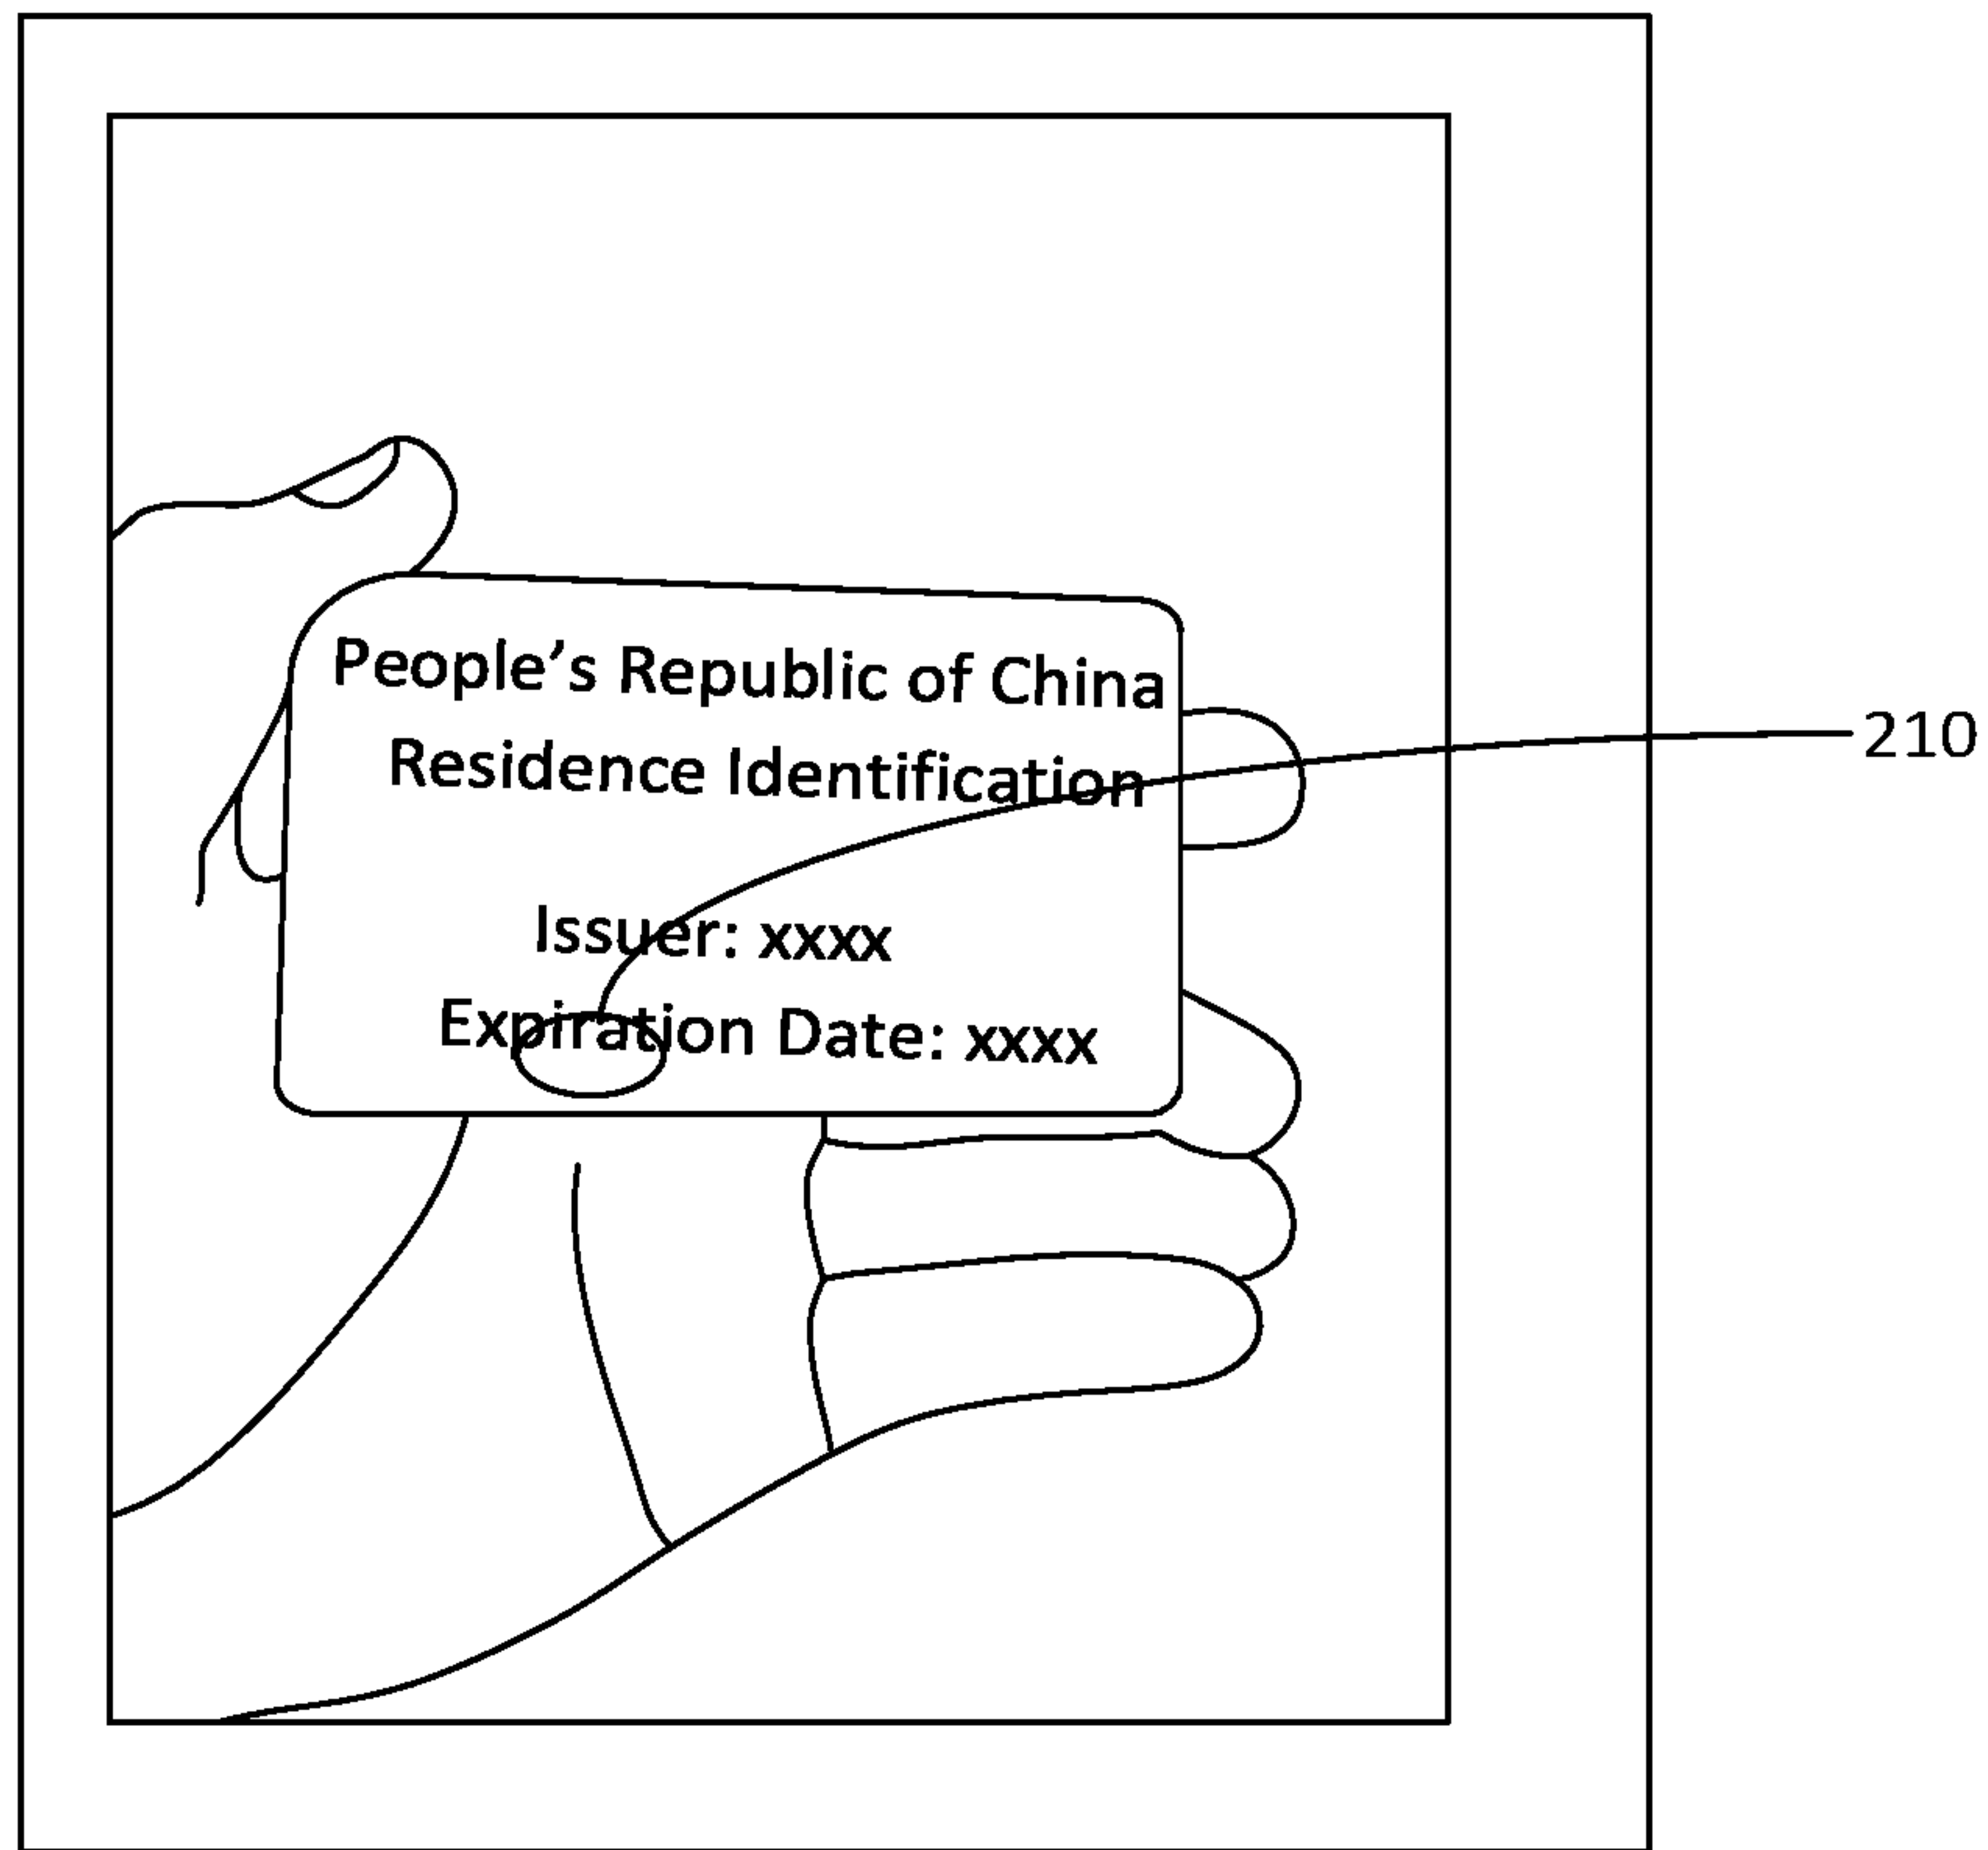 People's Republic of China
Residence Identification
210
Issuer: xxxx
Expiration Date: xxxx